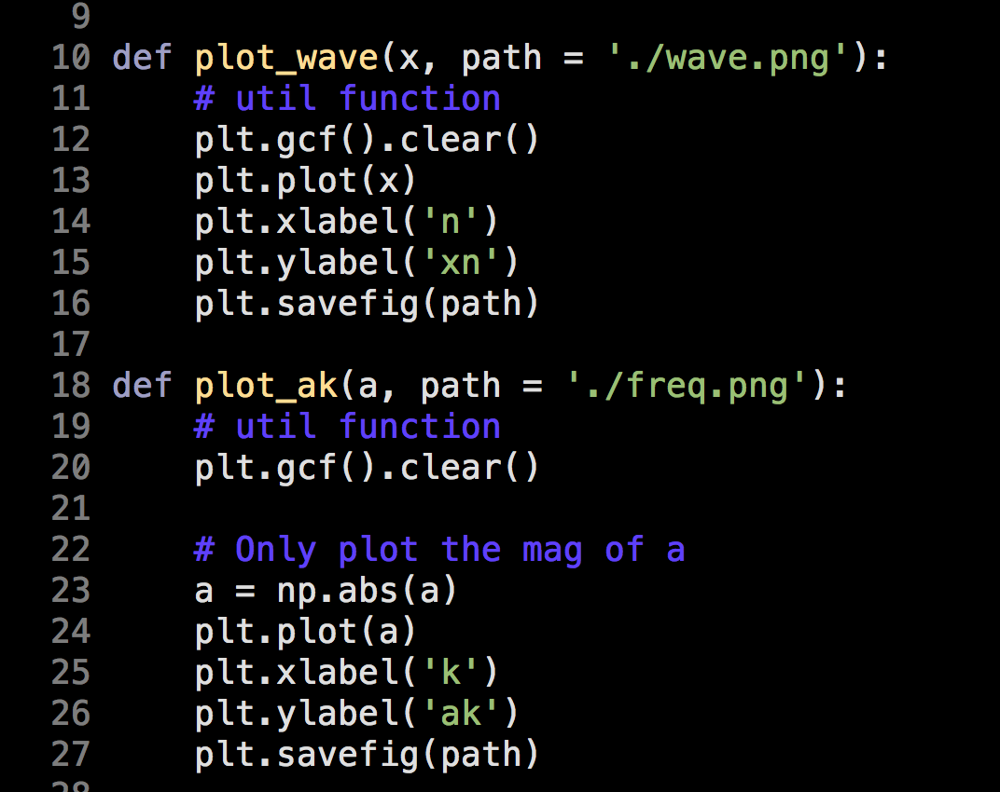 9
10 def plot_wave(x, path = './wave.png'):
11     # util function
12     plt.gcf().clear()
13     plt.plot(x)
14     plt.xlabel('n')
15     plt.ylabel('xn')
16     plt.savefig(path)
17
18 def plot_ak(a, path = './freq.png'):
19     # util function
20     plt.gcf().clear()
21
22     # Only plot the mag of a
23     a = np.abs(a)
24     plt.plot(a)
25     plt.xlabel('k')
26     plt.ylabel('ak')
27     plt.savefig(path)
28